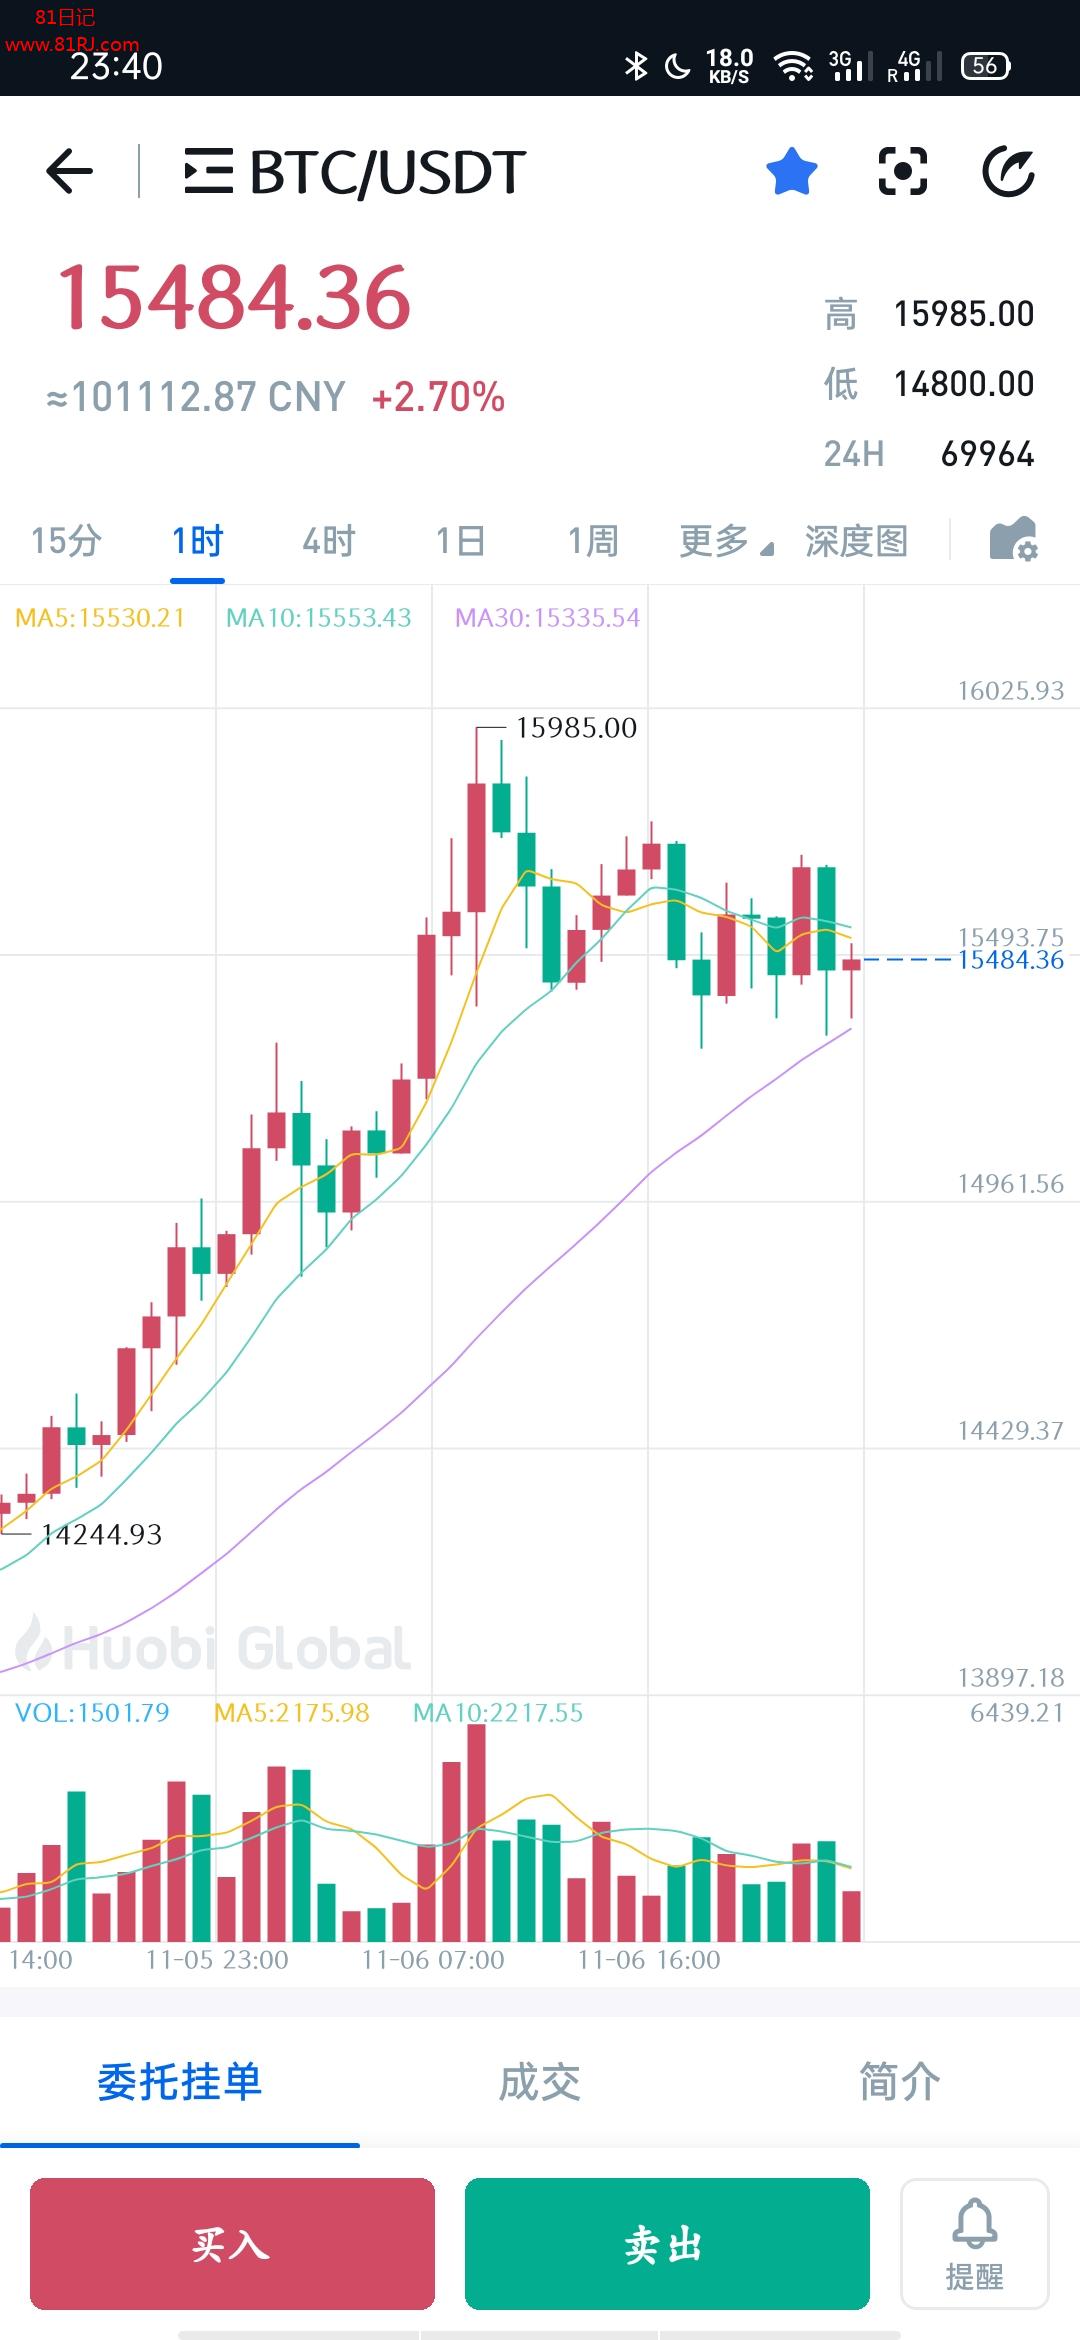 81日记
www.81RJ.com
23:40
18.0
KB/S
3G
R 4G
56
BTC/USDT
15484.36
≈101112.87 CNY +2.70%
高 15985.00
低 14800.00
24H 69964
15分 1时 4时 1日 1周 更多 深度图
MA5:15530.21 MA10:15553.43 MA30:15335.54
16025.93
15985.00
15493.75
15484.36
14961.56
14429.37
14244.93
Huobi Global
13897.18
VOL:1501.79 MA5:2175.98 MA10:2217.55 6439.21
14:00 11-05 23:00 11-06 07:00 11-06 16:00
委托挂单 成交 简介
买入 卖出 提醒